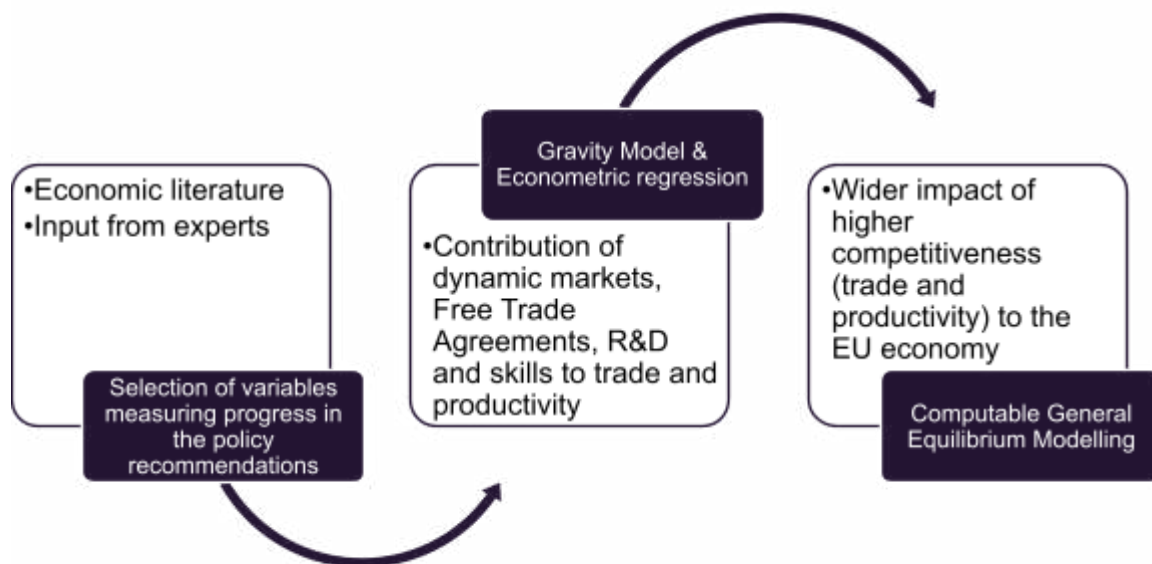 •Economic literature
•Input from experts
Selection of variables
measuring progress in
the policy
recommendations
Gravity Model &
Econometric regression
•Contribution of
dynamic markets,
Free Trade
Agreements, R&D
and skills to trade and
productivity
•Wider impact of
higher
competitiveness
(trade and
productivity) to the
EU economy
Computable General
Equilibrium Modelling